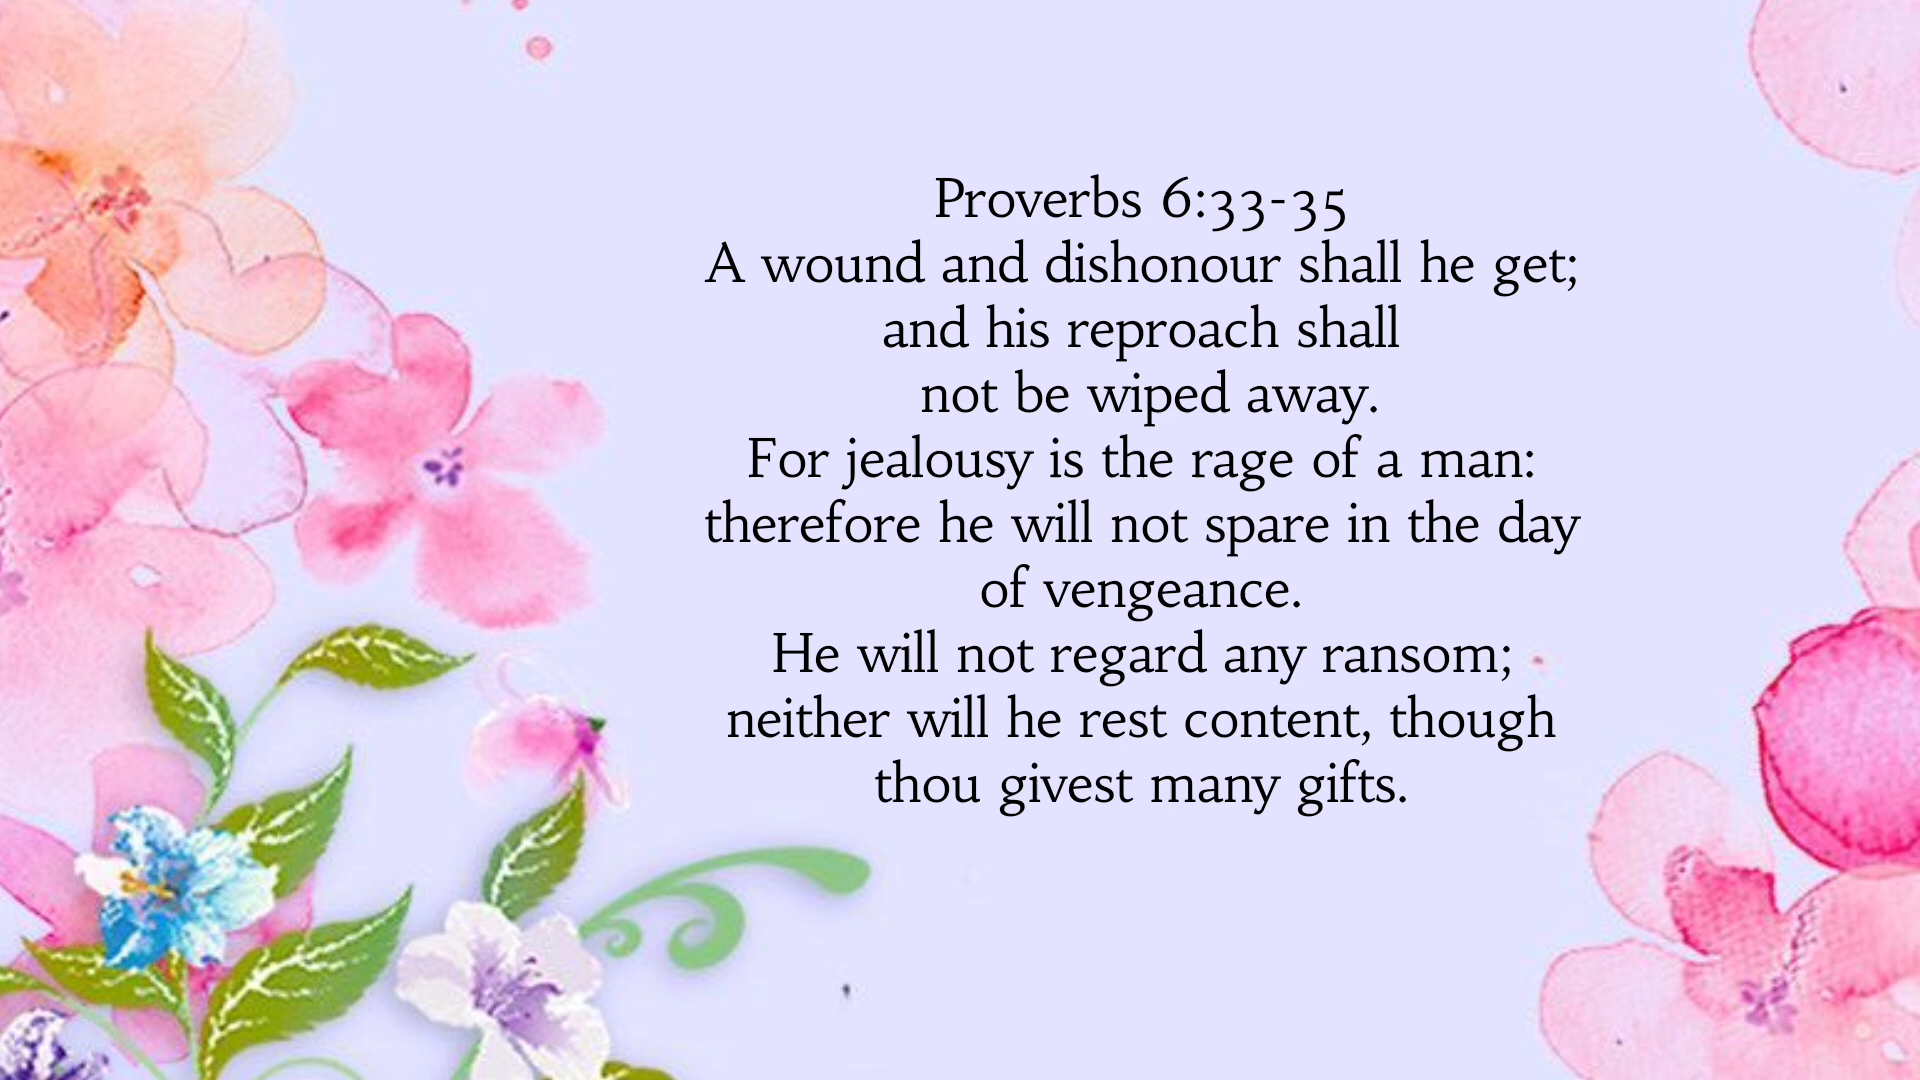 Proverbs 6:33-35
A wound and dishonour shall he get;
and his reproach shall
not be wiped away.
For jealousy is the rage of a man:
therefore he will not spare in the day
of vengeance.
He will not regard any ransom;
neither will he rest content, though
thou givest many gifts.